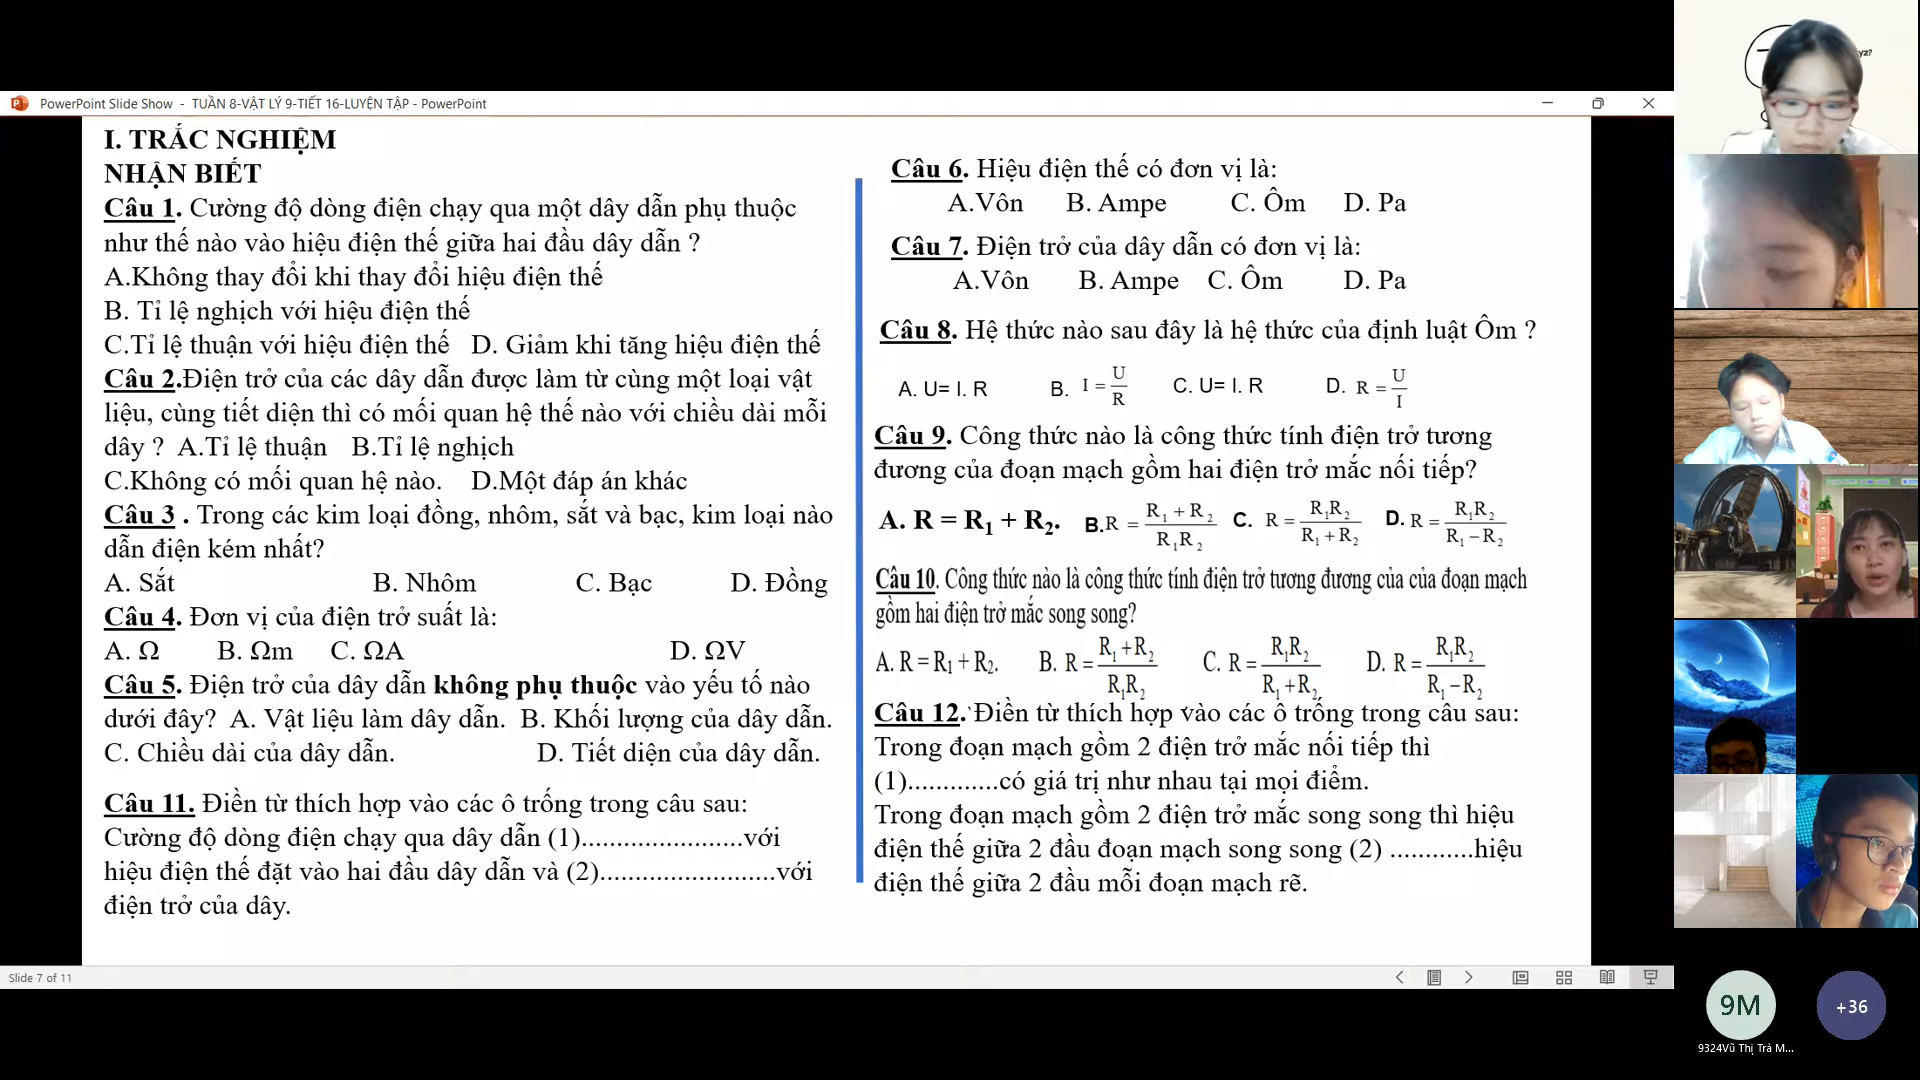 PowerPoint Slide Show - TUẦN 8-VẬT LÝ 9-TIẾT 16-LUYỆN TẬP - PowerPoint
I. TRẮC NGHIỆM
NHẬN BIẾT
Câu 1. Cường độ dòng điện chạy qua một dây dẫn phụ thuộc
như thế nào vào hiệu điện thế giữa hai đầu dây dẫn ?
A.Không thay đổi khi thay đổi hiệu điện thế
B. Tỉ lệ nghịch với hiệu điện thế
C.Tỉ lệ thuận với hiệu điện thế D. Giảm khi tăng hiệu điện thế
Câu 2.Điện trở của các dây dẫn được làm từ cùng một loại vật
liệu, cùng tiết diện thì có mối quan hệ thế nào với chiều dài mỗi
dây ? A.Tỉ lệ thuận B.Tỉ lệ nghịch
C.Không có mối quan hệ nào. D.Một đáp án khác
Câu 3 . Trong các kim loại đồng, nhôm, sắt và bạc, kim loại nào
dẫn điện kém nhất?
A. Sắt B. Nhôm C. Bạc D. Đồng
Câu 4. Đơn vị của điện trở suất là:
A. Ω B. Ωm C. ΩA D. ΩV
Câu 5. Điện trở của dây dẫn không phụ thuộc vào yếu tố nào
dưới đây? A. Vật liệu làm dây dẫn. B. Khối lượng của dây dẫn.
C. Chiều dài của dây dẫn. D. Tiết diện của dây dẫn.
Câu 11. Điền từ thích hợp vào các ô trống trong câu sau:
Cường độ dòng điện chạy qua dây dẫn (1).......................với
hiệu điện thế đặt vào hai đầu dây dẫn và (2).........................với
điện trở của dây.
Câu 6. Hiệu điện thế có đơn vị là:
A.Vôn B. Ampe C. Ôm D. Pa
Câu 7. Điện trở của dây dẫn có đơn vị là:
A.Vôn B. Ampe C. Ôm D. Pa
Câu 8. Hệ thức nào sau đây là hệ thức của định luật Ôm ?
A. U= I. R B. I = U/R C. U= I. R D. R = U/I
Câu 9. Công thức nào là công thức tính điện trở tương
đương của đoạn mạch gồm hai điện trở mắc nối tiếp?
A. R = R₁ + R₂. B. R = (R₁ + R₂)/(R₁R₂) C. R = (R₁R₂)/(R₁ + R₂) D. R = (R₁R₂)/(R₁ − R₂)
Câu 10. Công thức nào là công thức tính điện trở tương đương của của đoạn mạch
gồm hai điện trở mắc song song?
A. R = R₁ + R₂. B. R = (R₁ + R₂)/(R₁R₂) C. R = (R₁R₂)/(R₁ + R₂) D. R = (R₁R₂)/(R₁ − R₂)
Câu 12. Điền từ thích hợp vào các ô trống trong câu sau:
Trong đoạn mạch gồm 2 điện trở mắc nối tiếp thì
(1).............có giá trị như nhau tại mọi điểm.
Trong đoạn mạch gồm 2 điện trở mắc song song thì hiệu
điện thế giữa 2 đầu đoạn mạch song song (2) ............hiệu
điện thế giữa 2 đầu mỗi đoạn mạch rẽ.
Slide 7 of 11
yz?
9M
+36
9324Vũ Thị Trà M...